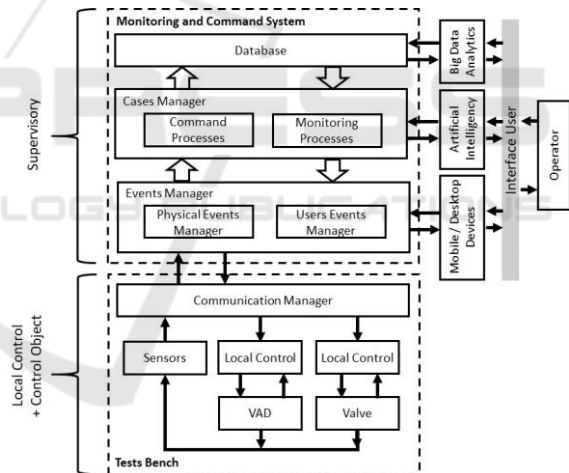 Monitoring and Command System
Database
Cases Manager
Command
Processes
Monitoring
Processes
Events Manager
Physical Events
Manager
Users Events
Manager
Supervisory
Big Data
Analytics
Artificial
Intelligency
Mobile / Desktop
Devices
Interface User
Operator
Communication Manager
Sensors
Local Control
Local Control
VAD
Valve
Tests Bench
Local Control
+ Control Object